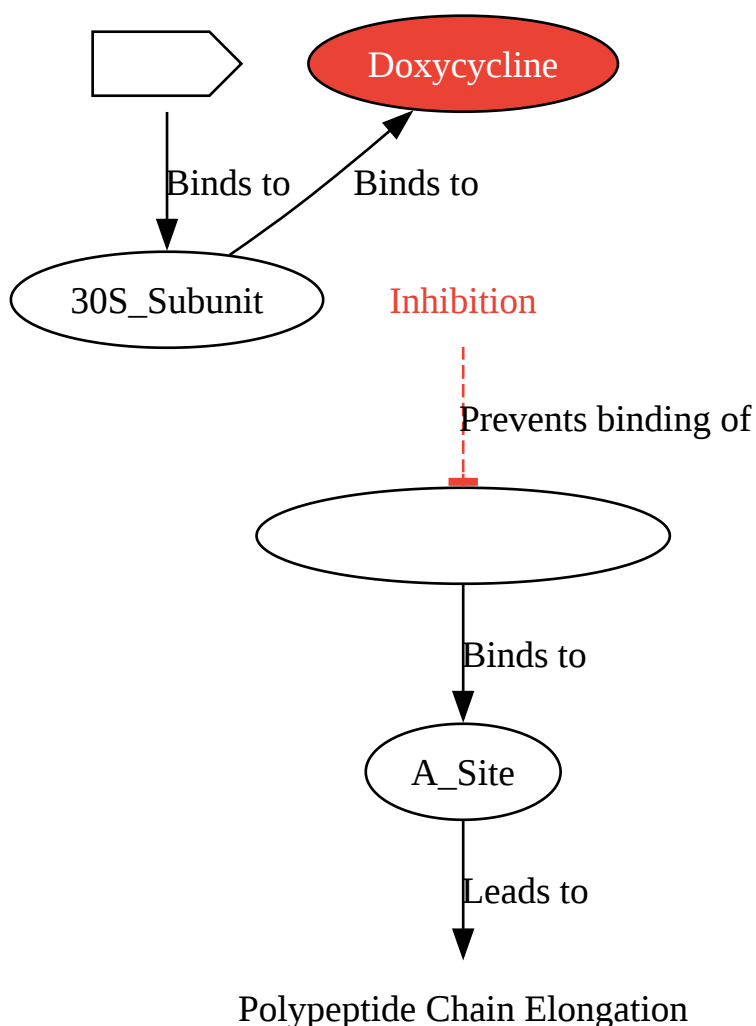 Doxycycline
Binds to
Binds to
30S_Subunit
Inhibition
Prevents binding of
Binds to
A_Site
Leads to
Polypeptide Chain Elongation